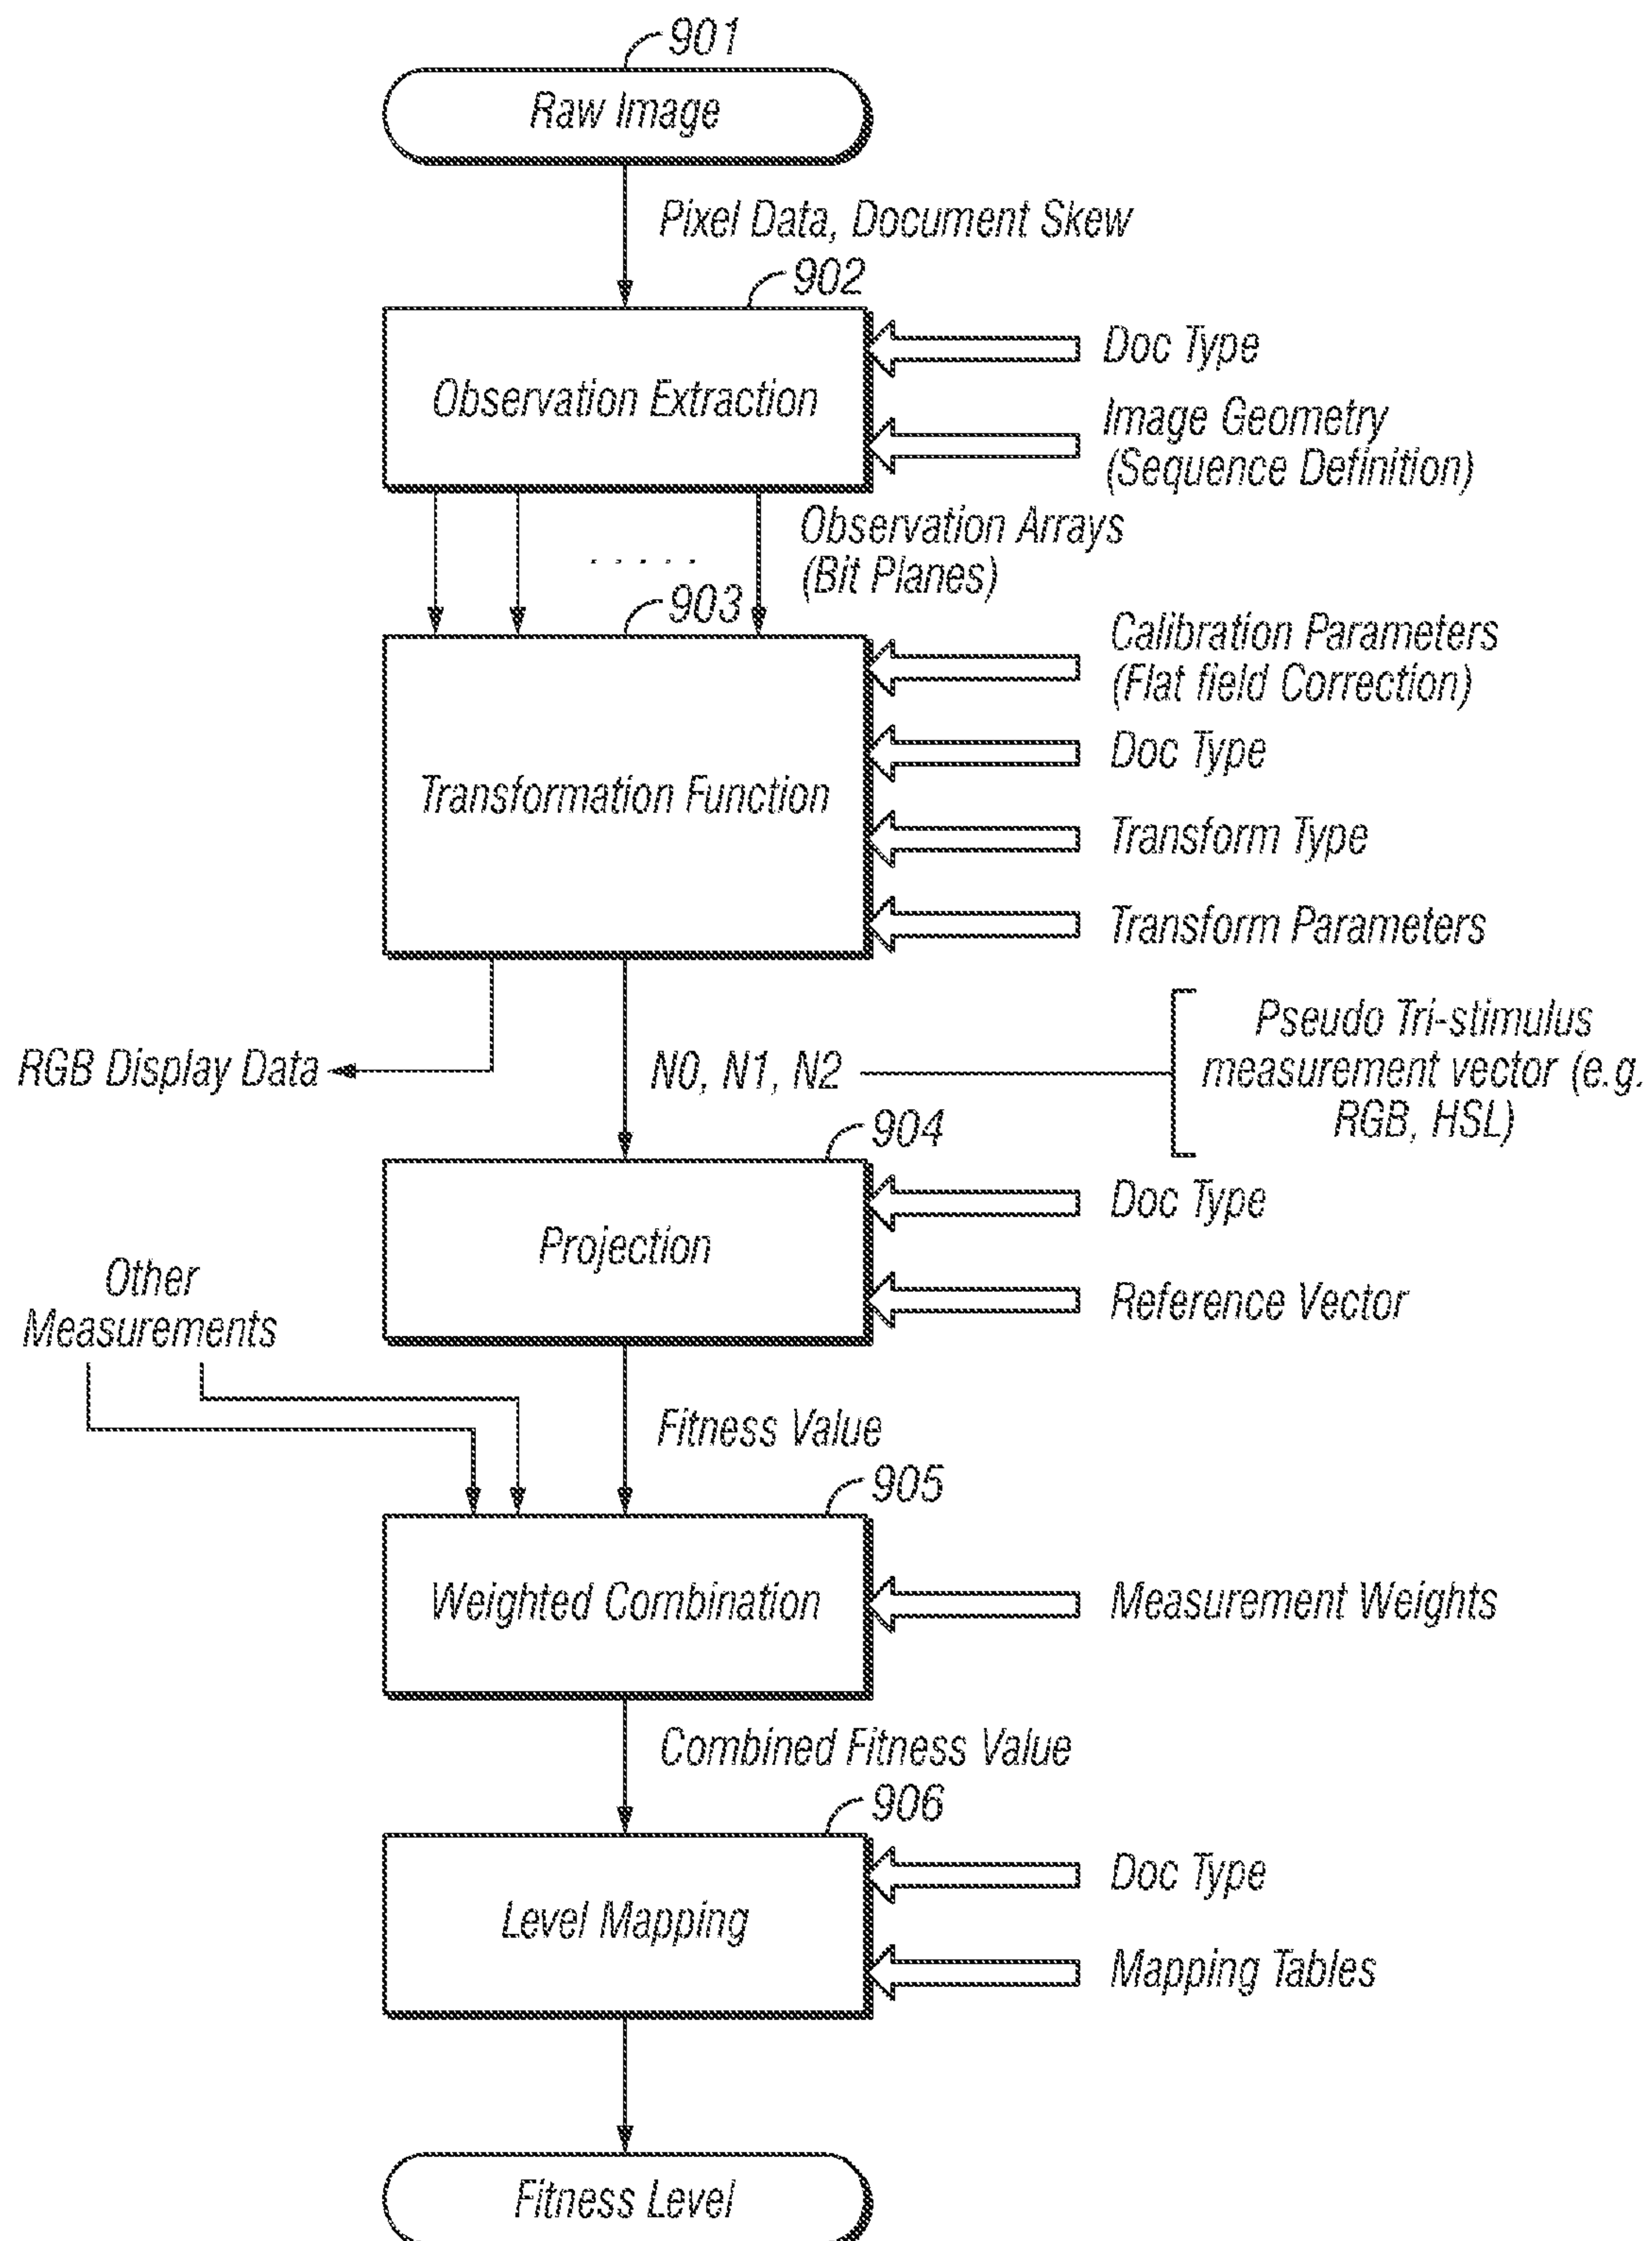 901
Raw Image
Pixel Data, Document Skew
902
Observation Extraction
Doc Type
Image Geometry
(Sequence Definition)
Observation Arrays
(Bit Planes)
. . . . .
903
Transformation Function
Calibration Parameters
(Flat field Correction)
Doc Type
Transform Type
Transform Parameters
RGB Display Data
N0, N1, N2
Pseudo Tri-stimulus
measurement vector (e.g.
RGB, HSL)
904
Projection
Doc Type
Reference Vector
Other
Measurements
Fitness Value
905
Weighted Combination
Measurement Weights
Combined Fitness Value
906
Level Mapping
Doc Type
Mapping Tables
Fitness Level